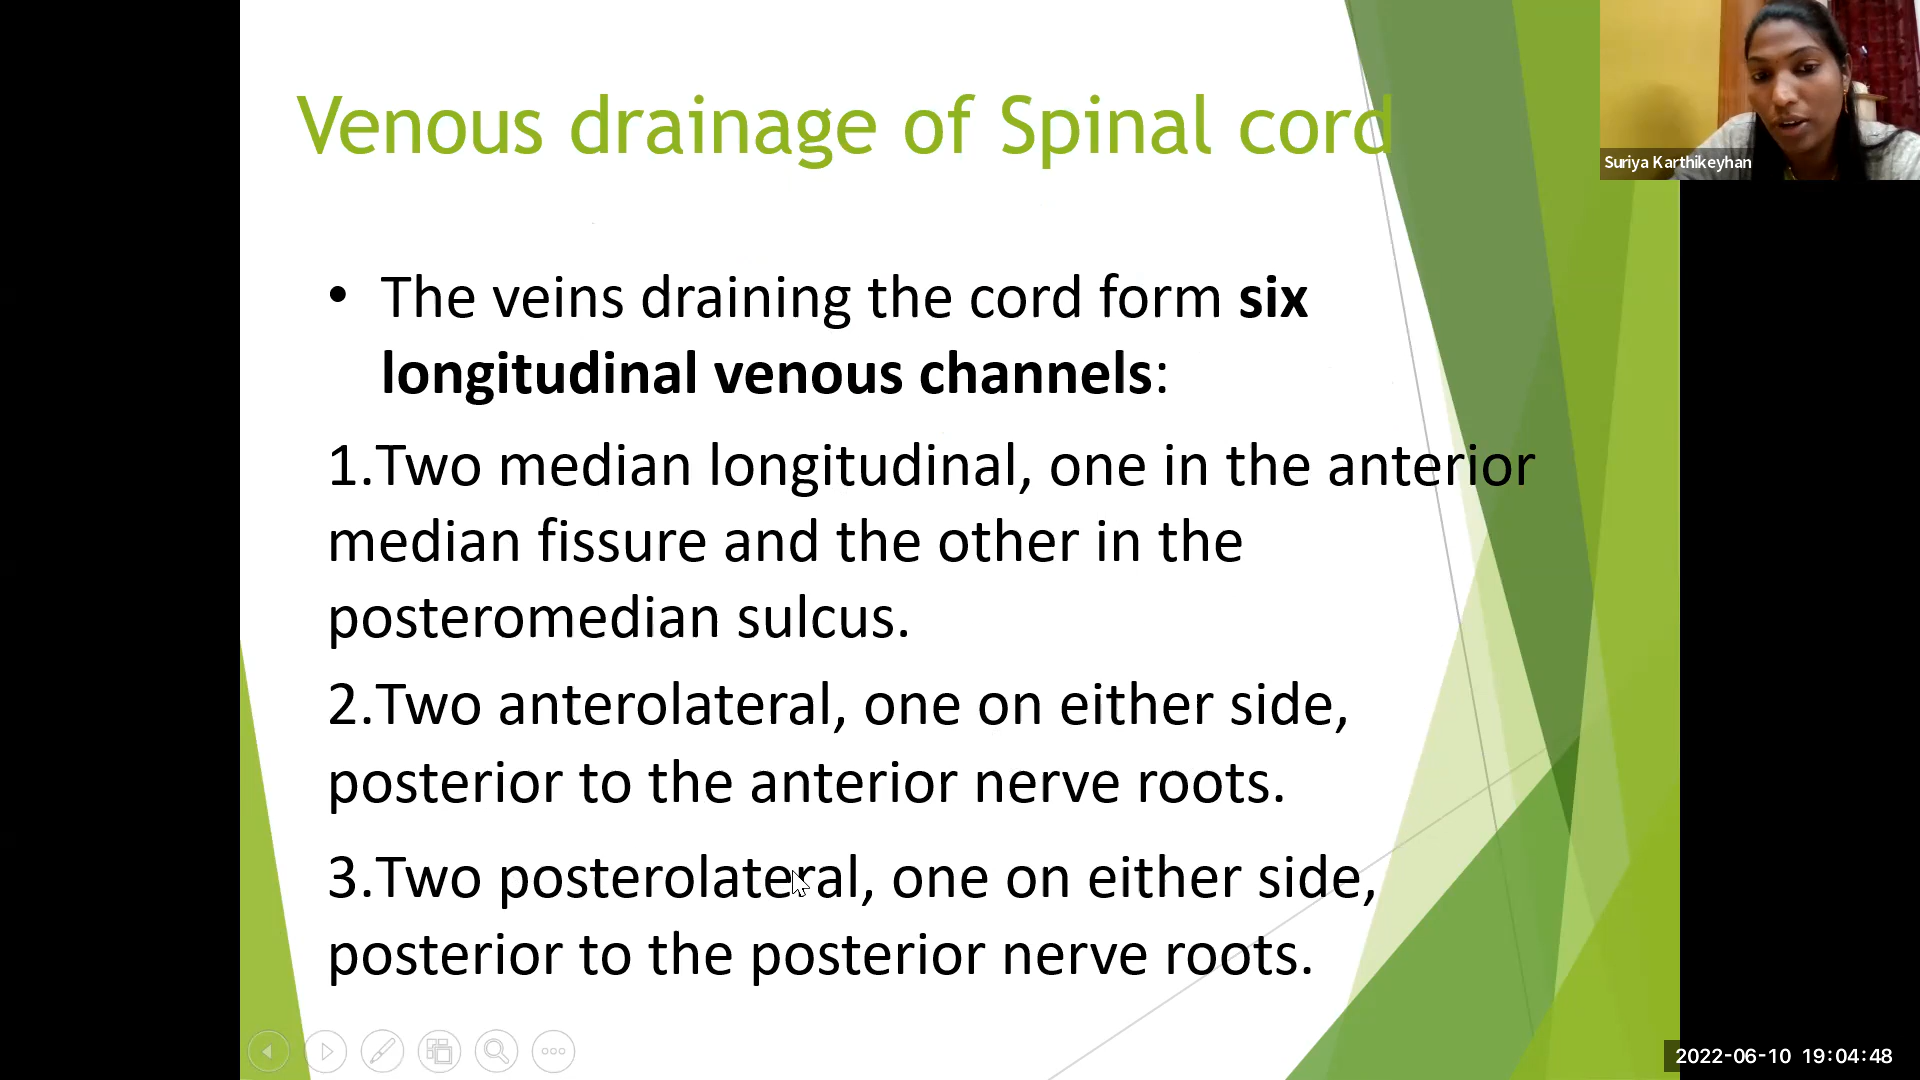 Venous drainage of Spinal cord
Suriya Karthikeyhan
• The veins draining the cord form six
longitudinal venous channels:
1.Two median longitudinal, one in the anterior
median fissure and the other in the
posteromedian sulcus.
2.Two anterolateral, one on either side,
posterior to the anterior nerve roots.
3.Two posterolateral, one on either side,
posterior to the posterior nerve roots.
2022-06-10 19:04:48